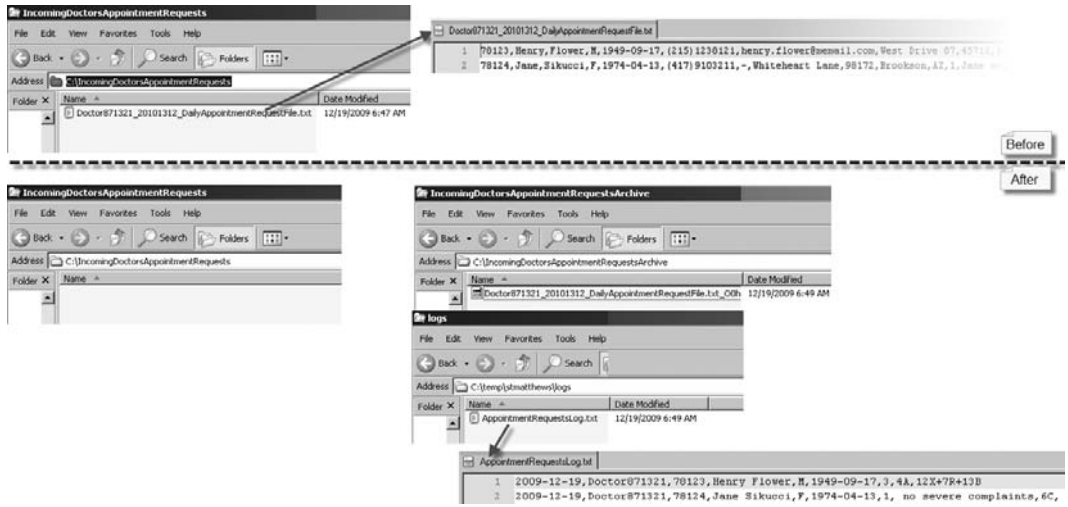 IncomingDoctorsAppointmentRequests
File Edit View Favorites Tools Help
Back Search Folders
Address C:\IncomingDoctorsAppointmentRequests
Folder X Name Date Modified
Doctor871321_20101312_DailyAppointmentRequestFile.txt 12/19/2009 6:47 AM
Doctor871321_20101312_DailyAppointmentRequestFile.txt
1 78123,Henry,Flower,M,1949-09-17,(215)1230121,henry.flower@memail.com,West Drive 87,
2 78124,Jane,Sikucci,F,1974-04-13,(417)9103211,-,Whiteheart Lane,98172,Brookson,AZ,1,Jane
Before
After
IncomingDoctorsAppointmentRequests
File Edit View Favorites Tools Help
Back Search Folders
Address C:\IncomingDoctorsAppointmentRequests
Folder X Name
IncomingDoctorsAppointmentRequestsArchive
File Edit View Favorites Tools Help
Back Search Folders
Address C:\IncomingDoctorsAppointmentRequestsArchive
Folder X Name Date Modified
Doctor871321_20101312_DailyAppointmentRequestFile.txt_O0h 12/19/2009 6:49 AM
logs
File Edit View Favorites Tools Help
Back Search
Address C:\temp\stmatthews\logs
Folder X Name Date Modified
AppointmentRequestsLog.txt 12/19/2009 6:49 AM
AppointmentRequestsLog.txt
1 2009-12-19,Doctor871321,78123,Henry Flower,M,1949-09-17,3,4A,12X+7R+13B
2 2009-12-19,Doctor871321,78124,Jane Sikucci,F,1974-04-13,1, no severe complaints,6C,